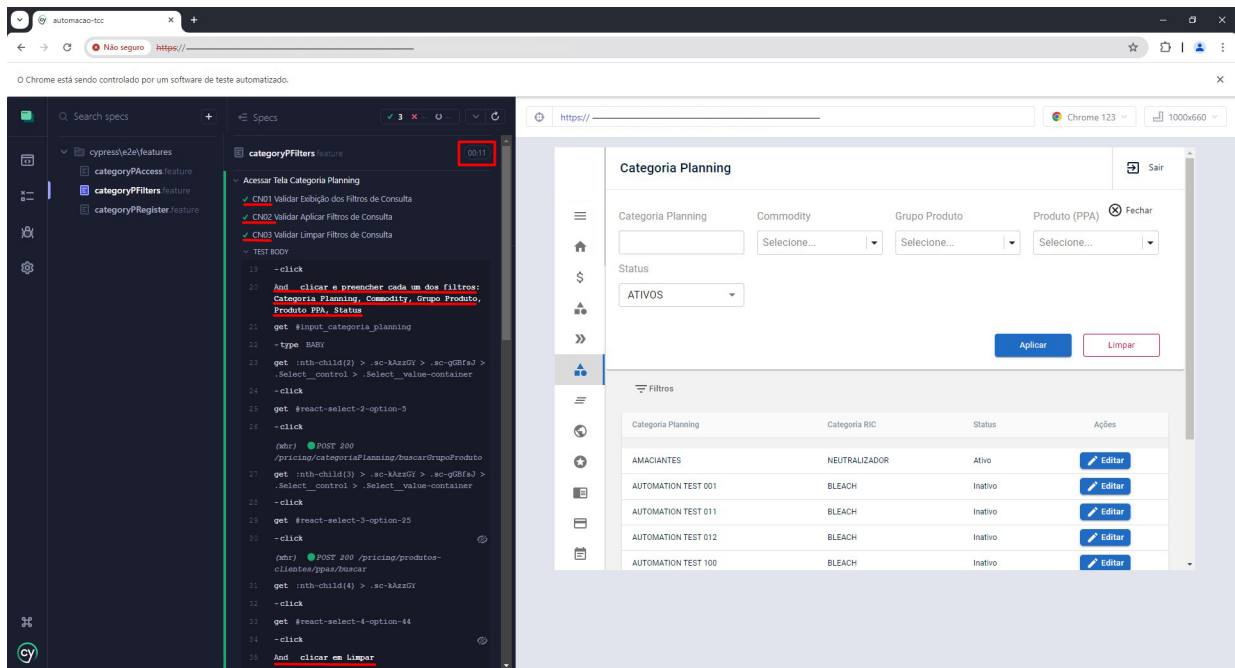 automacao-tcc
Não seguro https://
O Chrome está sendo controlado por um software de teste automatizado.
Search specs
cypress\e2e\features
categoryPAccess.feature
categoryPFilters.feature
categoryPRegister.feature
Specs
3
categoryPFilters.feature
00:11
Acessar Tela Categoria Planning
CN01 Validar Exibição dos Filtros de Consulta
CN02 Validar Aplicar Filtros de Consulta
CN03 Validar Limpar Filtros de Consulta
TEST BODY
19 -click
20 And clicar e preencher cada um dos filtros:
Categoria Planning, Commodity, Grupo Produto,
Produto PPA, Status
21 get #input_categoria_planning
22 -type BABY
23 get :nth-child(2) > .sc-kAzzGY > .sc-gGBfsJ >
.Select__control > .Select__value-container
24 -click
25 get #react-select-2-option-5
26 -click
(xhr) POST 200
/pricing/categoriaPlanning/buscarGrupoProduto
27 get :nth-child(3) > .sc-kAzzGY > .sc-gGBfsJ >
.Select__control > .Select__value-container
28 -click
29 get #react-select-3-option-25
30 -click
(xhr) POST 200 /pricing/produtos-
clientes/ppas/buscar
31 get :nth-child(4) > .sc-kAzzGY
32 -click
33 get #react-select-4-option-44
34 -click
35 And clicar em Limpar
cy
https://
Chrome 123
1000x660
Categoria Planning
Sair
Categoria Planning Commodity Grupo Produto Produto (PPA) Fechar
Selecione... Selecione... Selecione...
Status
ATIVOS
Aplicar Limpar
Filtros
Categoria Planning Categoria RIC Status Ações
AMACIANTES NEUTRALIZADOR Ativo Editar
AUTOMATION TEST 001 BLEACH Inativo Editar
AUTOMATION TEST 011 BLEACH Inativo Editar
AUTOMATION TEST 012 BLEACH Inativo Editar
AUTOMATION TEST 100 BLEACH Inativo Editar